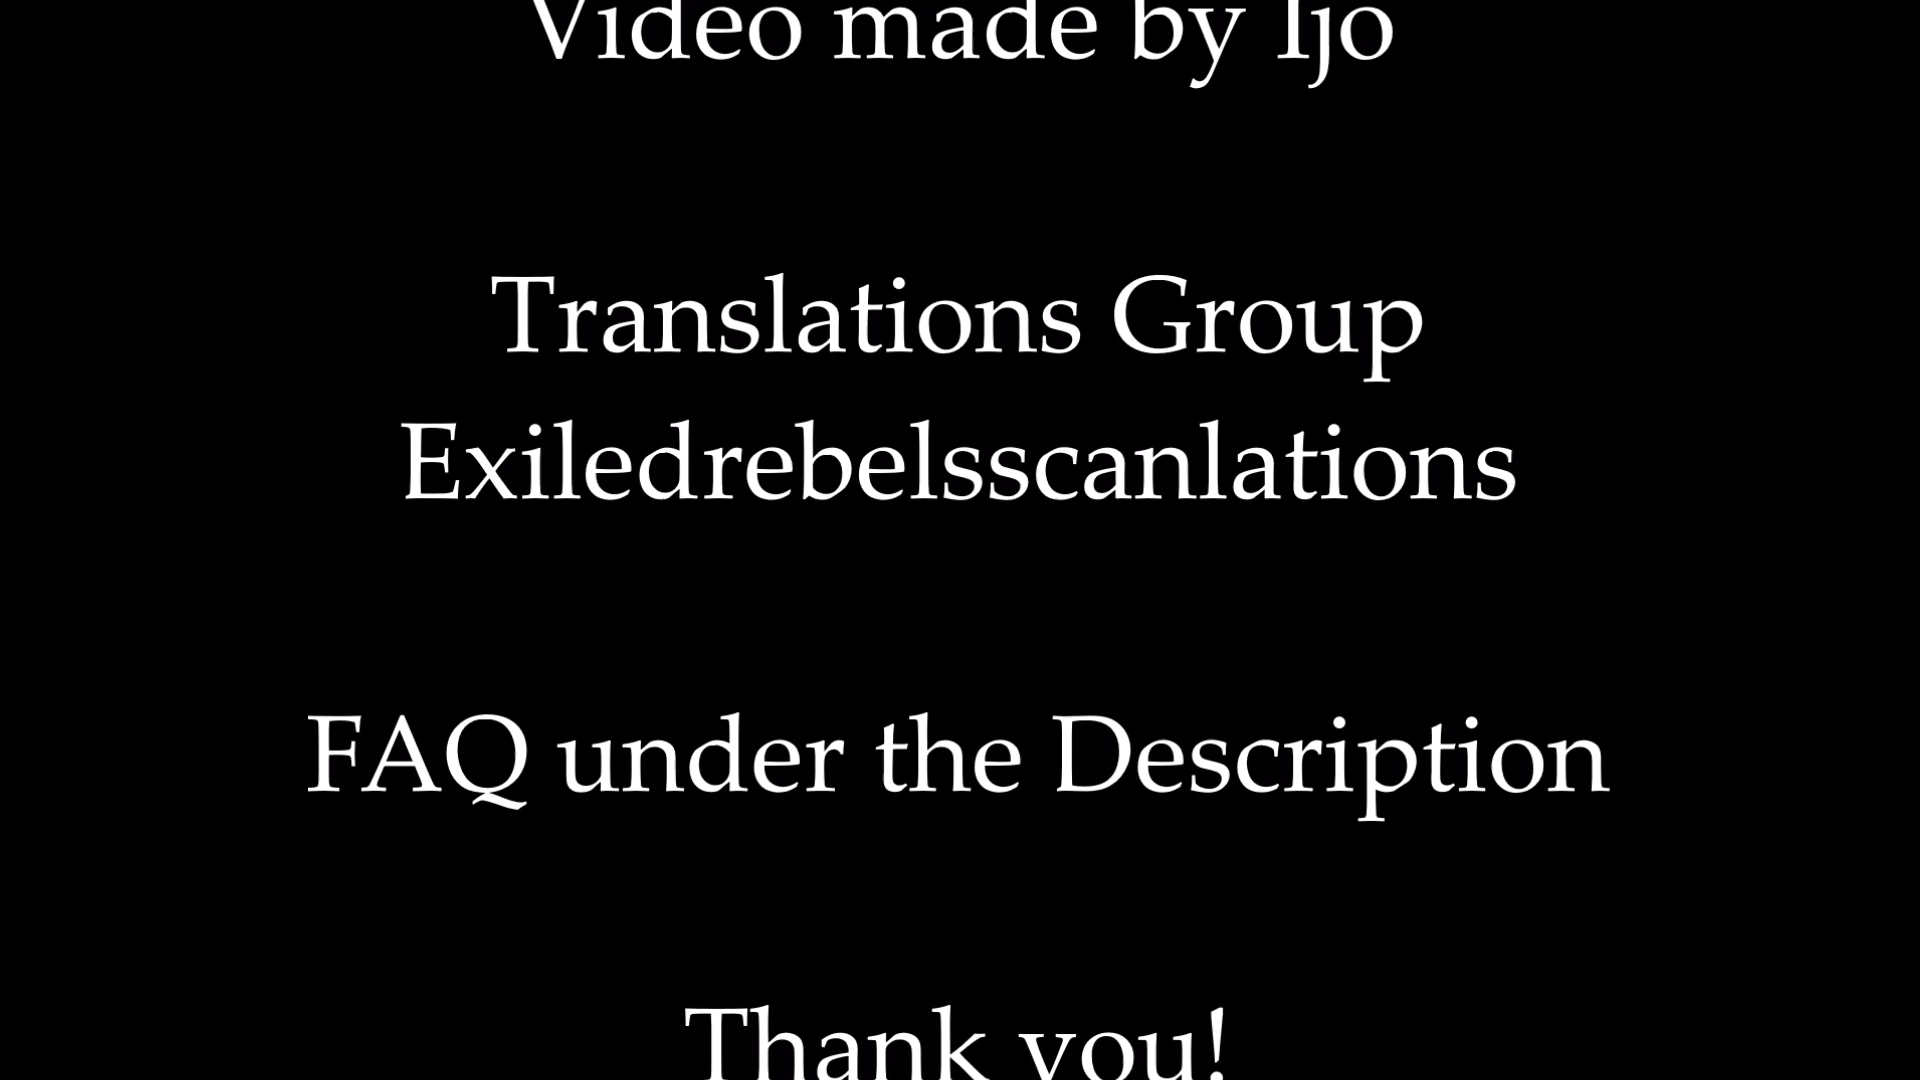 Video made by Ijo
Translations Group
Exiledrebelsscanlations
FAQ under the Description
Thank you!